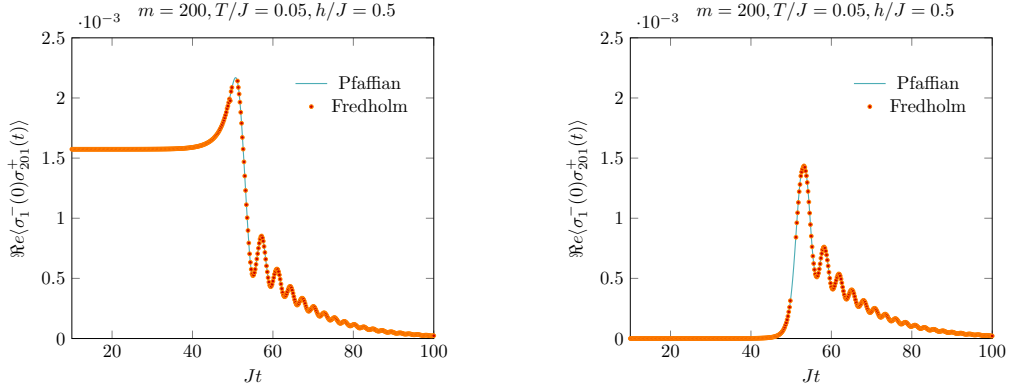 m = 200, T/J = 0.05, h/J = 0.5
·10⁻³
ℜe⟨σ₁⁻(0)σ₂₀₁⁺(t)⟩
2.5
2
1.5
1
0.5
0
Pfaffian
Fredholm
20 40 60 80 100
Jt
m = 200, T/J = 0.05, h/J = 0.5
·10⁻³
ℜe⟨σ₁⁻(0)σ₂₀₁⁺(t)⟩
2.5
2
1.5
1
0.5
0
Pfaffian
Fredholm
20 40 60 80 100
Jt